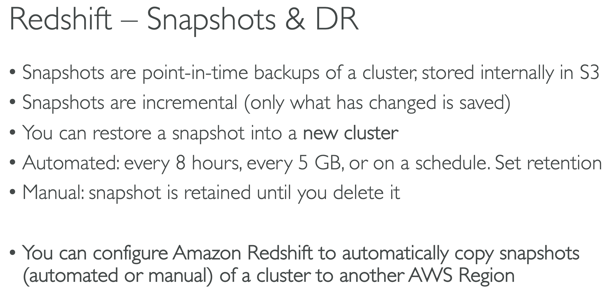 Redshift – Snapshots & DR
• Snapshots are point-in-time backups of a cluster, stored internally in S3
• Snapshots are incremental (only what has changed is saved)
• You can restore a snapshot into a new cluster
• Automated: every 8 hours, every 5 GB, or on a schedule. Set retention
• Manual: snapshot is retained until you delete it
• You can configure Amazon Redshift to automatically copy snapshots
(automated or manual) of a cluster to another AWS Region